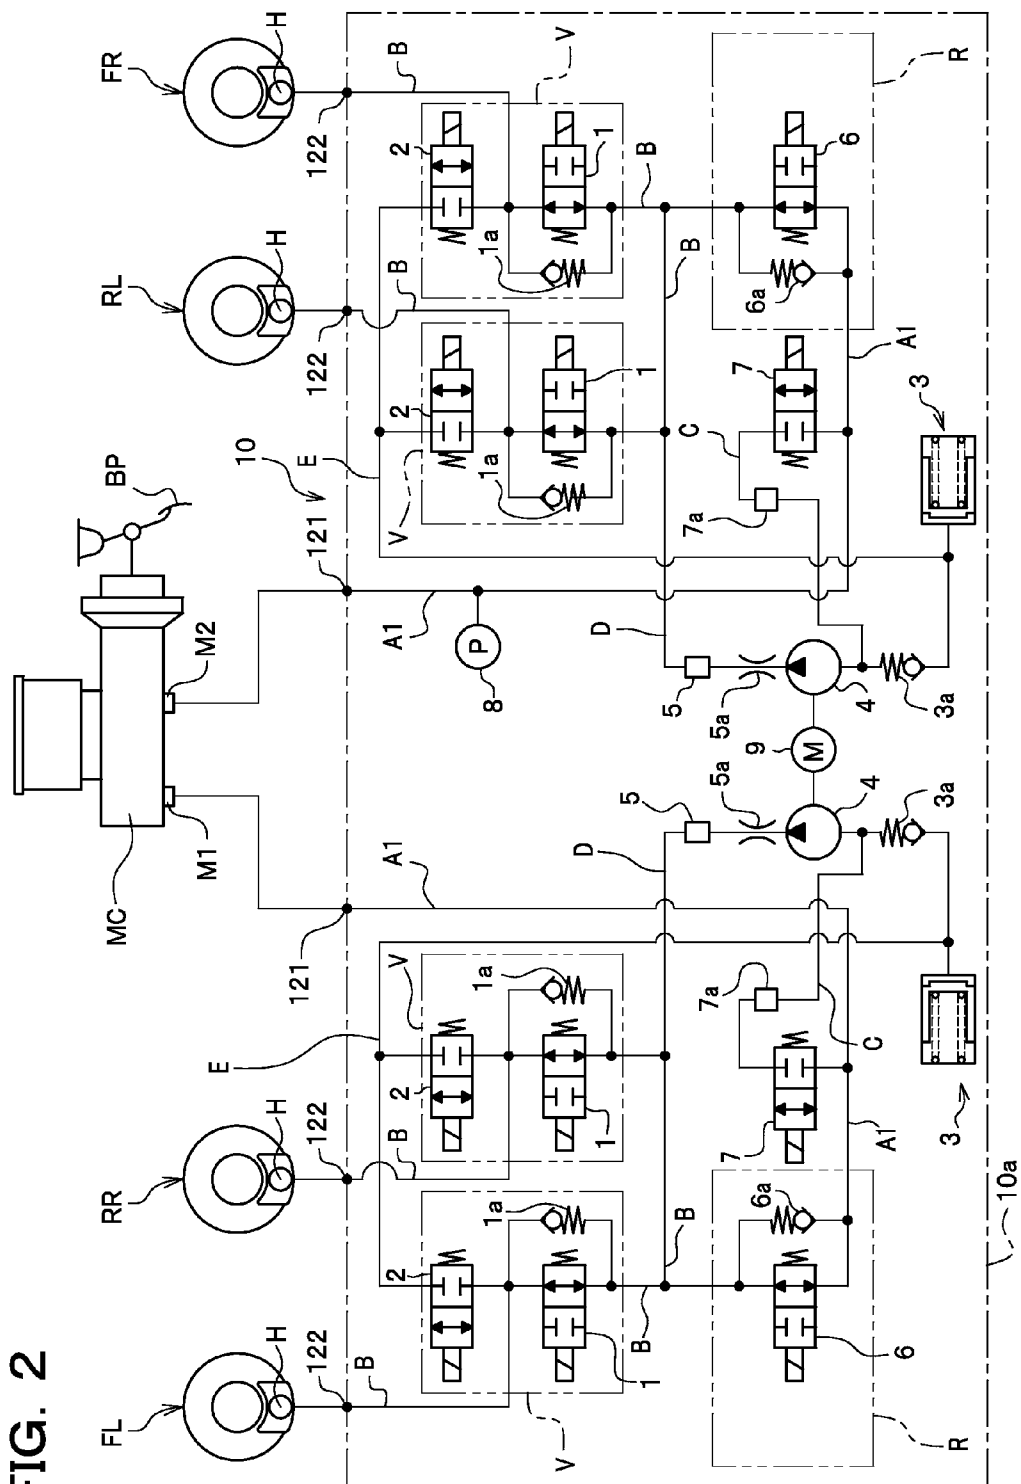 FIG. 2
FL
H
RR
H
RL
H
FR
H
MC
M1
M2
BP
122
122
121
121
122
122
10
B
B
A1
A1
B
B
E
E
V
V
V
V
2
2
2
2
1a
1a
1a
1a
1
1
1
1
B
B
D
D
B
B
8
P
5
5
5a
5a
9
M
4
4
3a
3a
C
C
7a
7a
7
7
6a
6a
6
6
A1
A1
R
R
3
3
10a